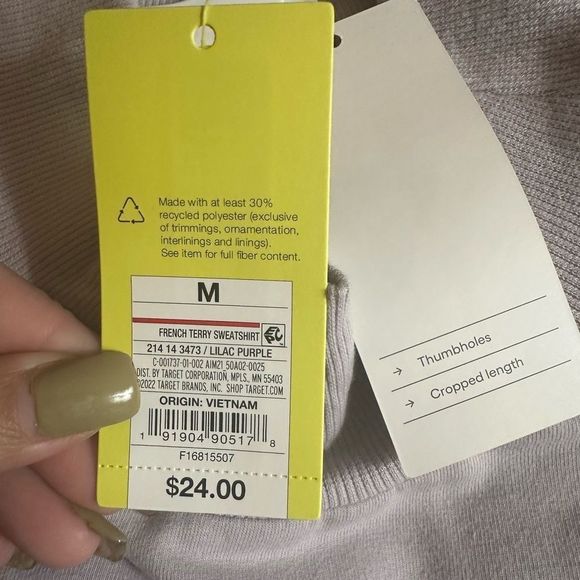 Made with at least 30%
recycled polyester (exclusive
of trimmings, ornamentation,
interlinings and linings).
See item for full fiber content.
M
FRENCH TERRY SWEATSHIRT
214 14 3473 / LILAC PURPLE
C-001737-01-002 AIM21_50A02-0025
DIST. BY TARGET CORPORATION, MPLS., MN 55403
©2022 TARGET BRANDS, INC. SHOP TARGET.COM
ORIGIN: VIETNAM
1 91904 90517 8
F16815507
$24.00
→ Thumbholes
→ Cropped length